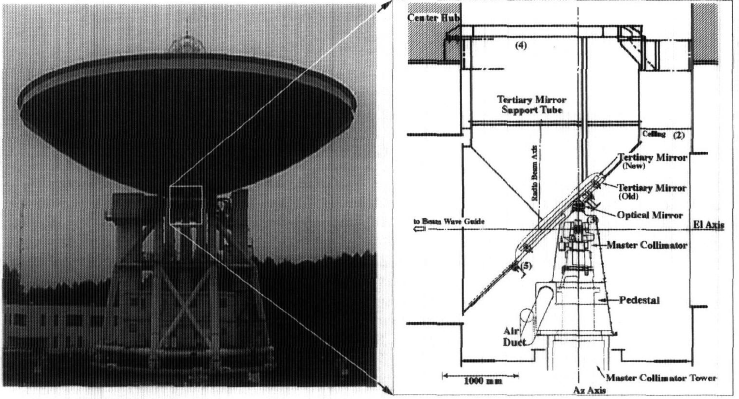 Center Hub
(4)
Tertiary Mirror
Support Tube
Ceiling (2)
Radio Beam Axis
Tertiary Mirror
(New)
Tertiary Mirror
(Old)
Optical Mirror
to Beam Wave Guide
(3)
El Axis
Master Collimator
(5)
Pedestal
Air
Duct
1000 mm
Master Collimator Tower
Az Axis